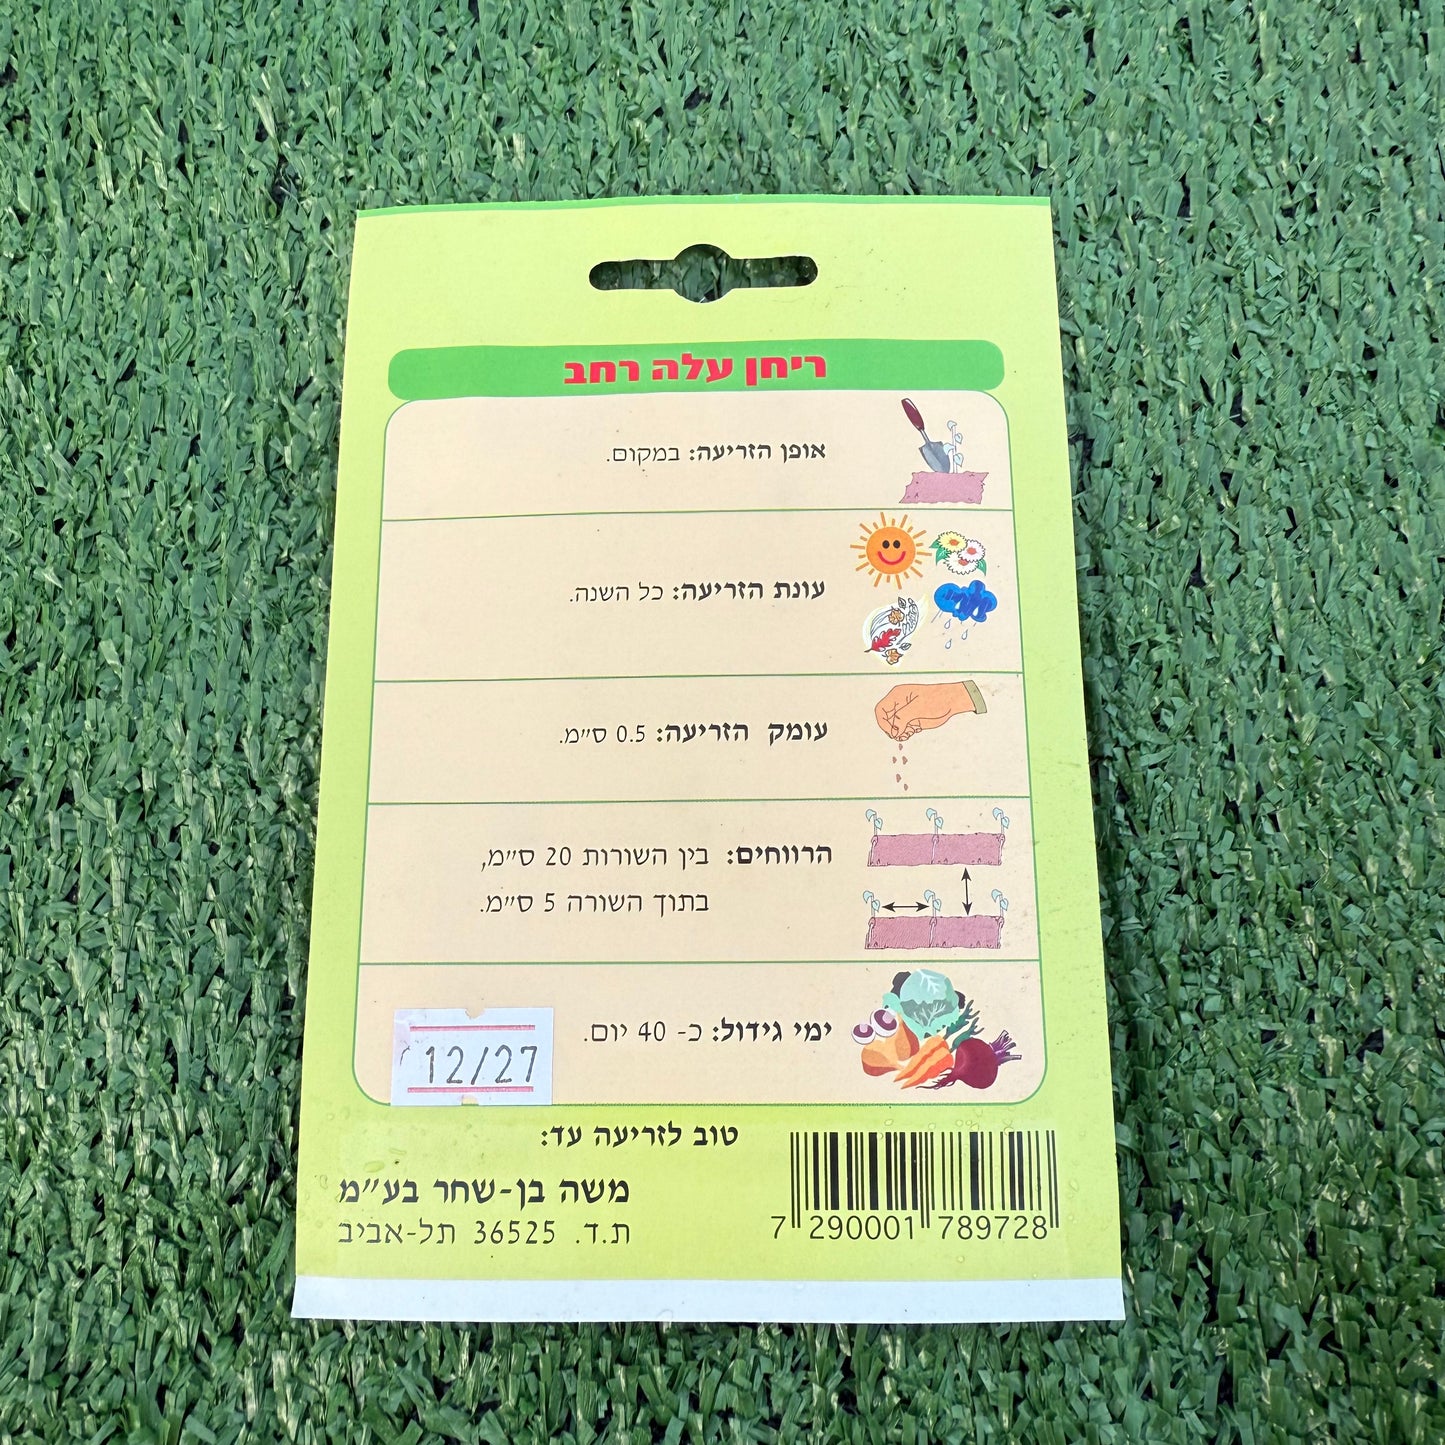 ריחן עלה רחב
אופן הזריעה: במקום.
עונת הזריעה: כל השנה.
עומק הזריעה: 0.5 ס״מ.
הרווחים: בין השורות 20 ס״מ,
בתוך השורה 5 ס״מ.
ימי גידול: כ- 40 יום.
12/27
טוב לזריעה עד:
משה בן-שחר בע״מ
ת.ד. 36525 תל-אביב
7 290001 789728